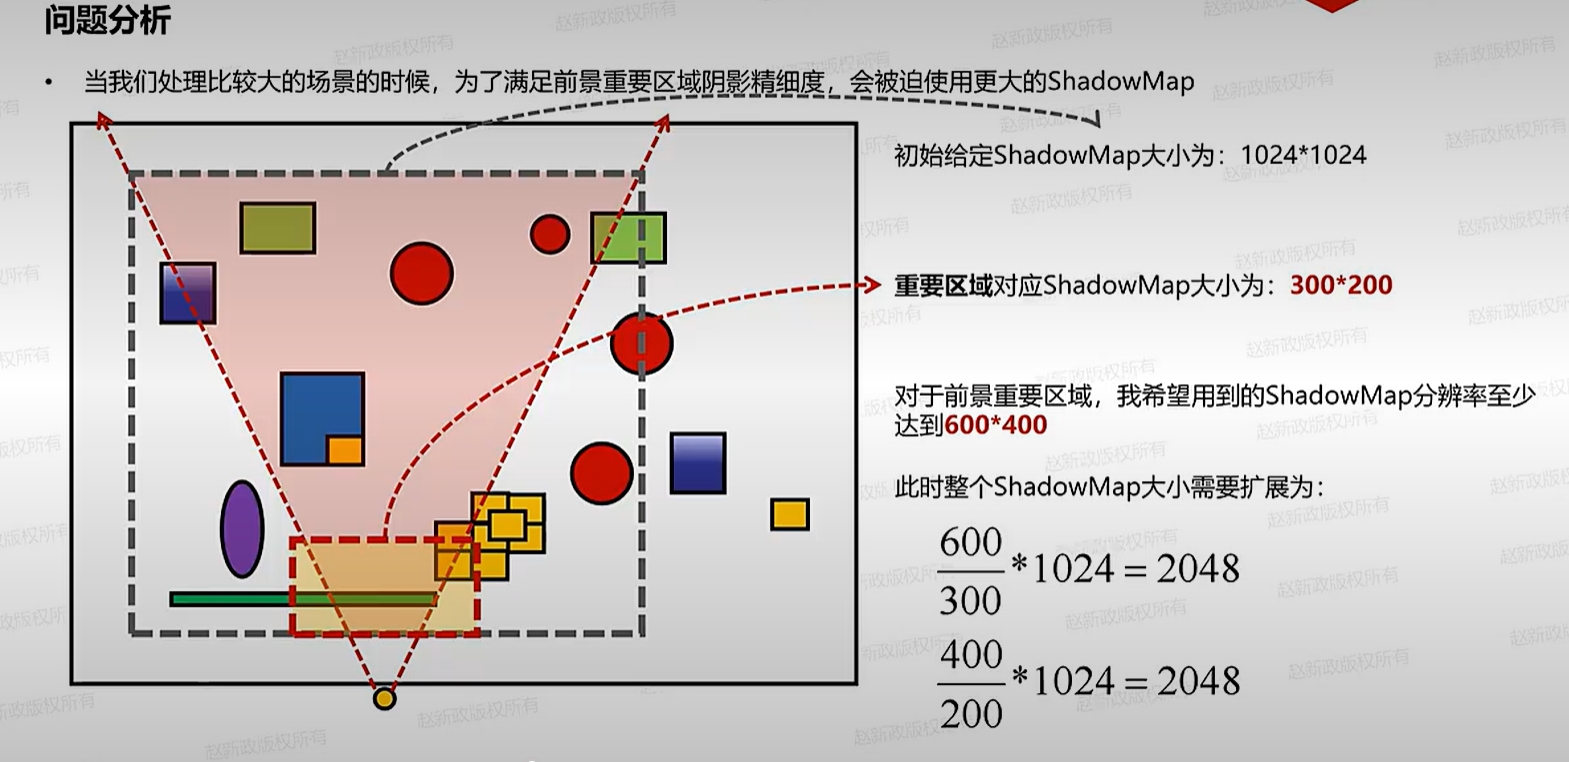 问题分析
• 当我们处理比较大的场景的时候，为了满足前景重要区域阴影精细度，会被迫使用更大的ShadowMap
初始给定ShadowMap大小为：1024*1024
重要区域对应ShadowMap大小为：300*200
对于前景重要区域，我希望用到的ShadowMap分辨率至少
达到600*400
此时整个ShadowMap大小需要扩展为：
600
*1024 = 2048
300
400
*1024 = 2048
200
赵新政版权所有